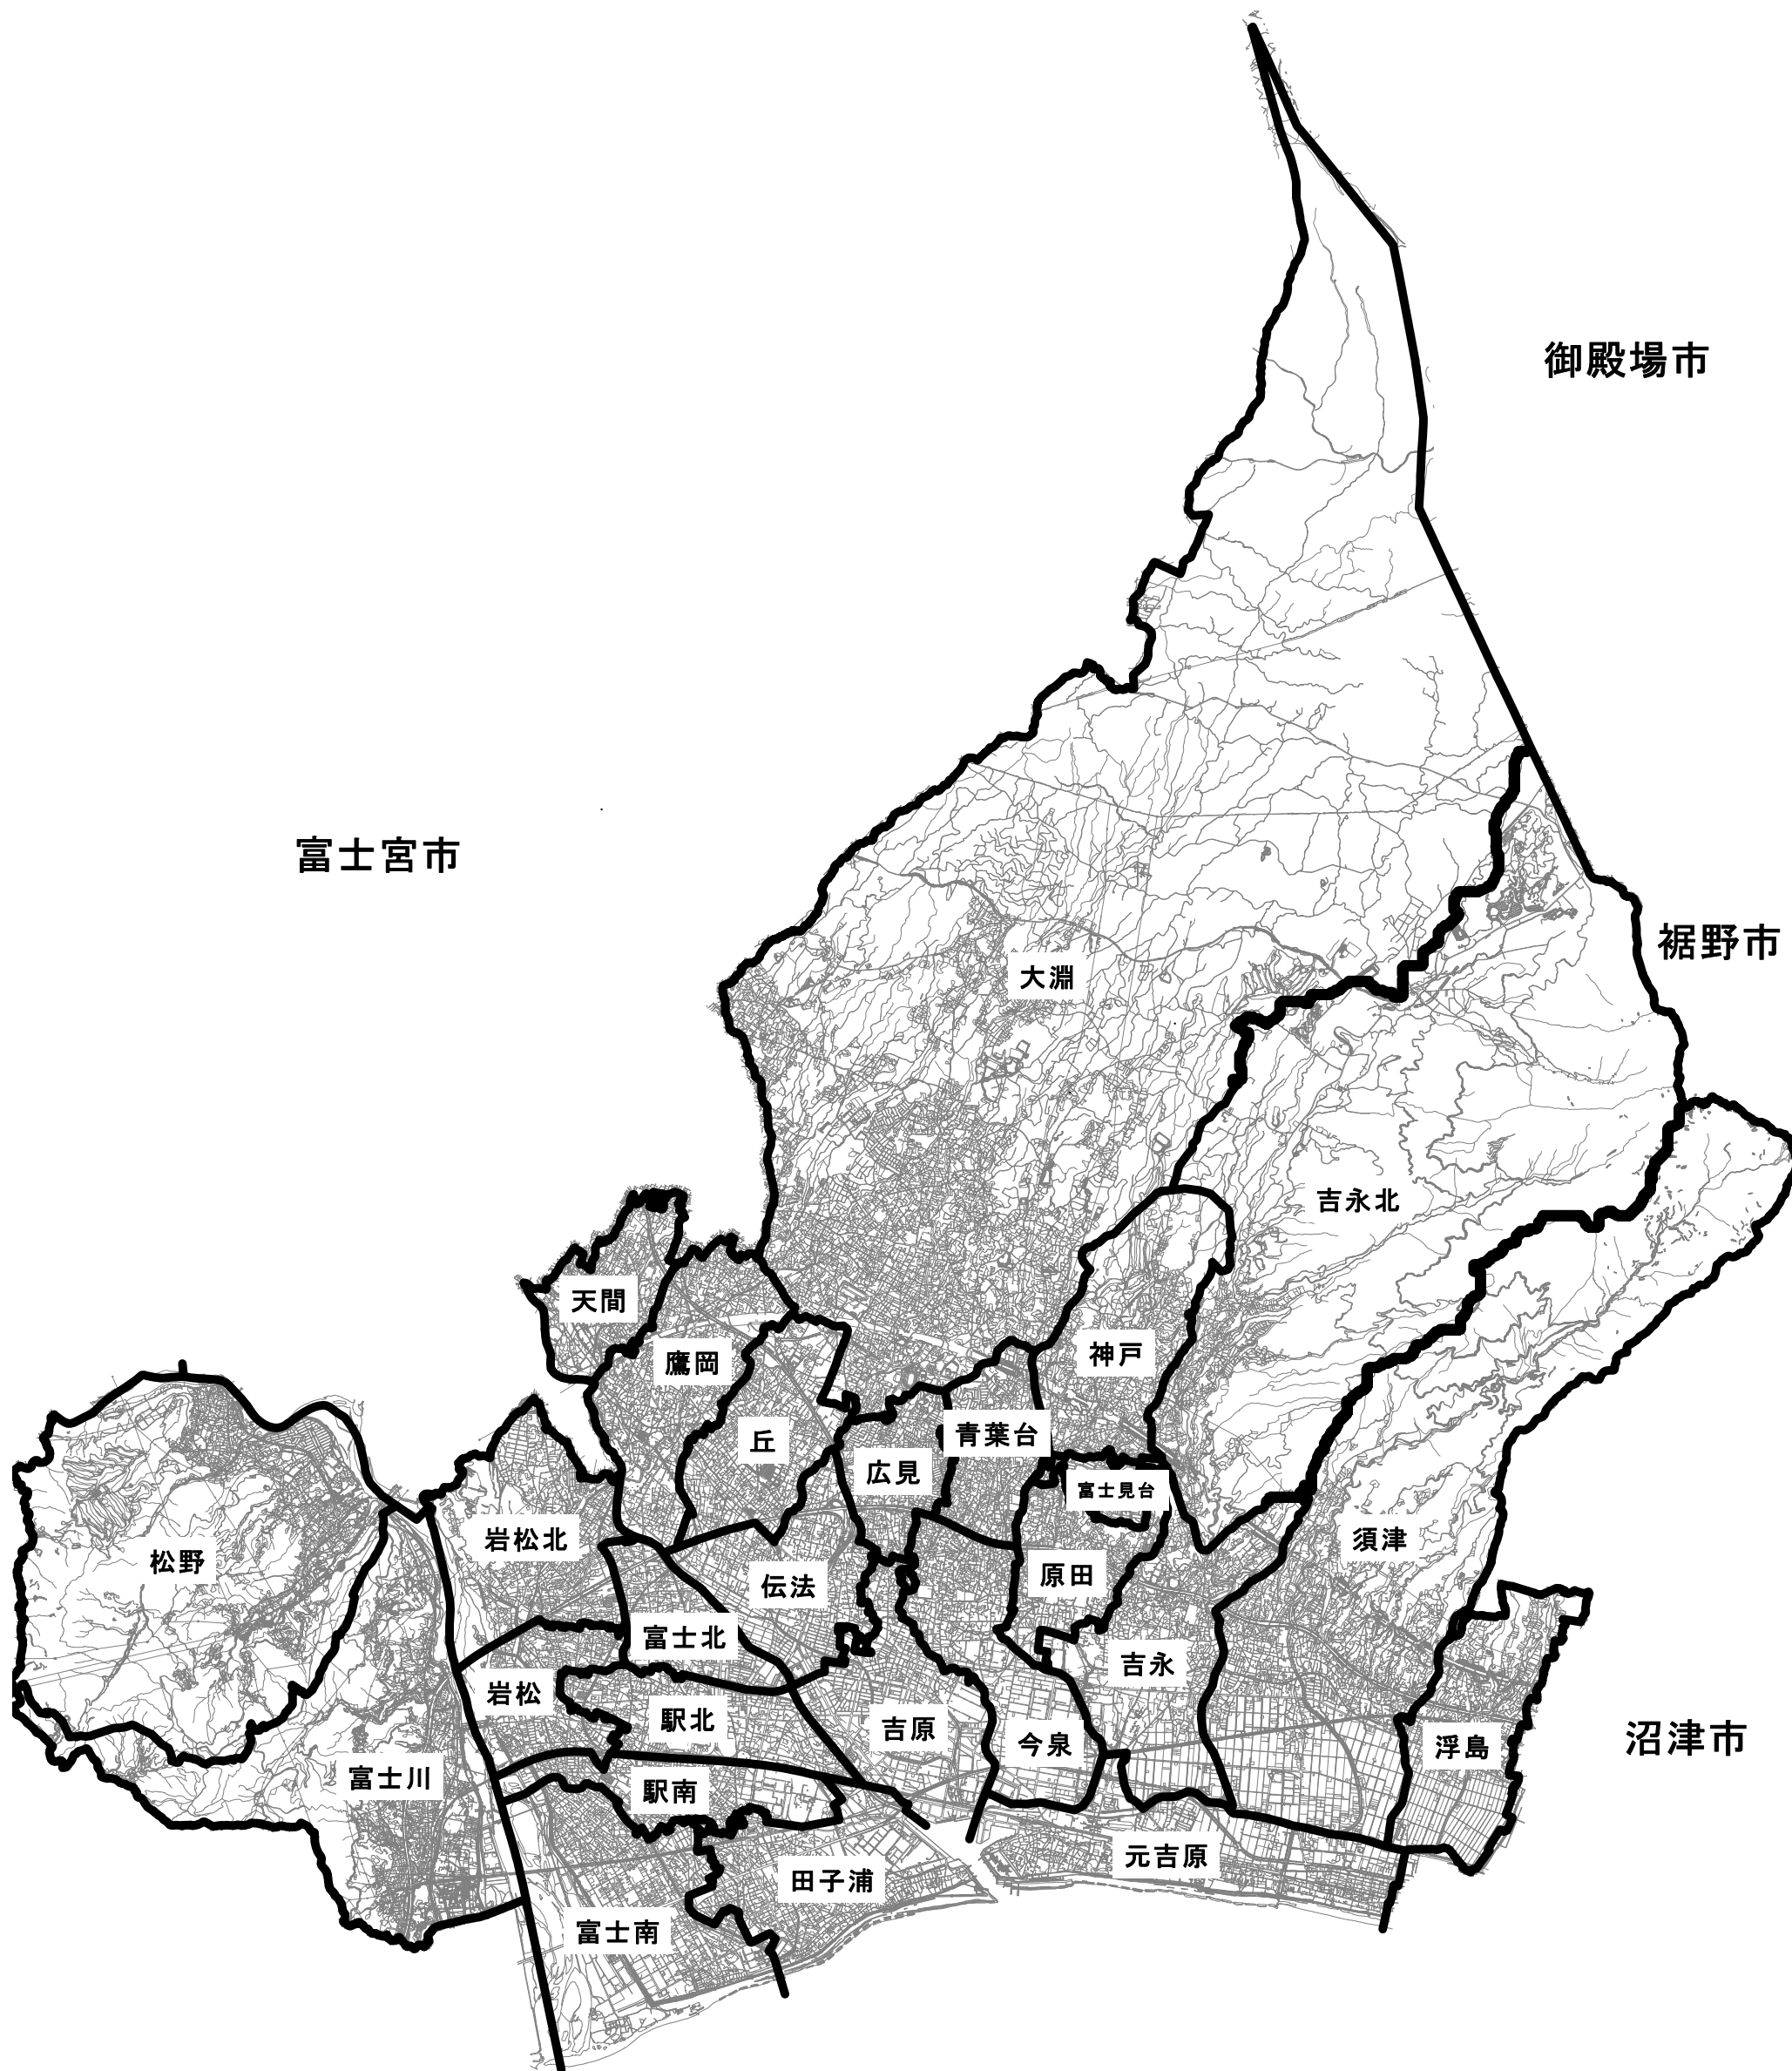 御殿場市
富士宮市
裾野市
大淵
吉永北
天間
神戸
鷹岡
青葉台
丘
広見
富士見台
岩松北
須津
松野
原田
伝法
富士北
吉永
岩松
駅北
吉原
沼津市
今泉
浮島
富士川
駅南
元吉原
田子浦
富士南